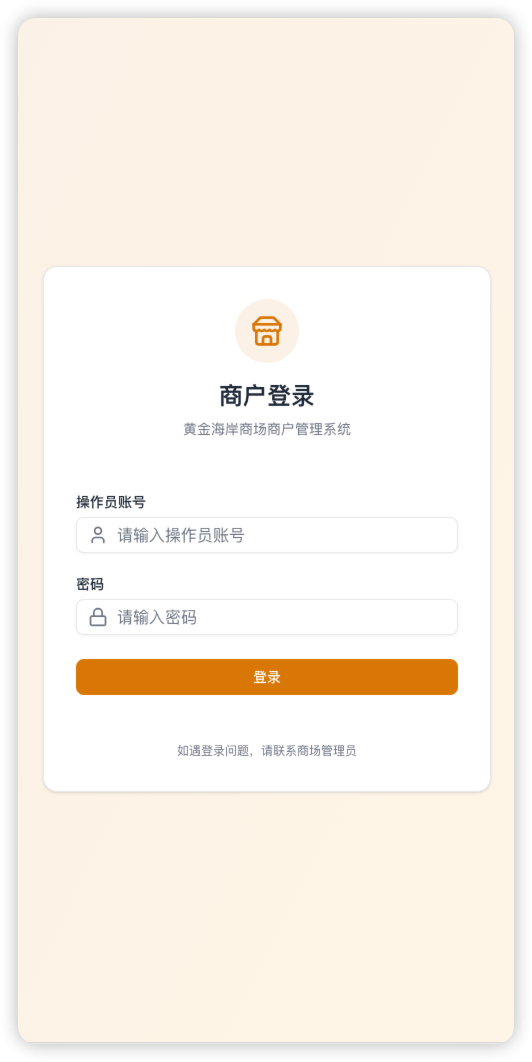 商户登录
黄金海岸商场商户管理系统
操作员账号
请输入操作员账号
密码
请输入密码
登录
如遇登录问题，请联系商场管理员